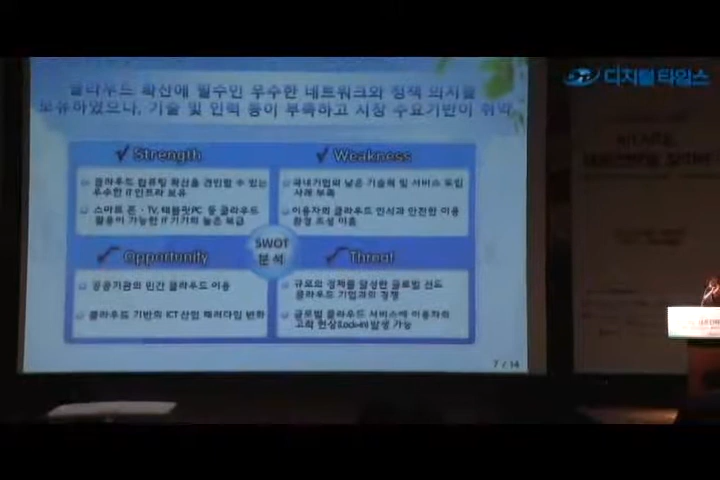 디지털타임스
클라우드 확산에 필수인 우수한 네트워크와 정책 의지를
보유하였으나, 기술 및 인력 등이 부족하고 시장 수요기반이 취약
✓ Strength
클라우드 컴퓨팅 확산을 견인할 수 있는
우수한 IT인프라 보유
스마트 폰·TV, 태블릿PC 등 클라우드
활용이 가능한 IT 기기의 높은 보급
✓ Weakness
국내기업의 낮은 기술력 및 서비스 도입
사례 부족
이용자의 클라우드 인식과 안전한 이용
환경 조성 미흡
SWOT
분석
✓ Opportunity
공공기관의 민간 클라우드 이용
클라우드 기반의 ICT산업 패러다임 변화
✓ Threat
규모의 경제를 달성한 글로벌 선도
클라우드 기업과의 경쟁
글로벌 클라우드 서비스에 이용자의
고착 현상(Lock-in) 발생 가능
7 / 14